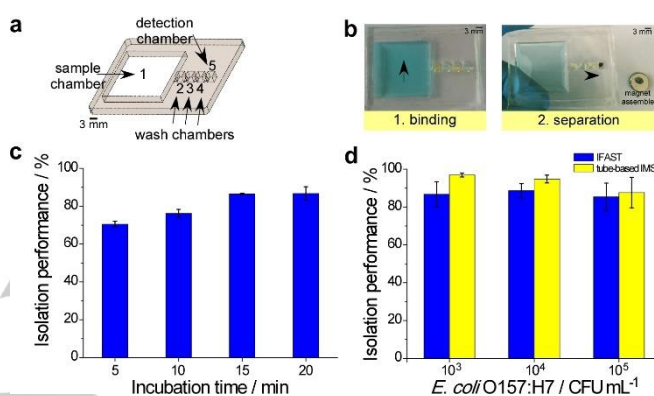 a
detection
chamber
sample
chamber
1
5
2 3 4
3 mm
wash chambers
b
3 mm
1. binding
3 mm
magnet
assemble
2. separation
c
Isolation performance / %
100
80
60
40
20
0
5 10 15 20
Incubation time / min
d
IFAST
tube-based IMS
Isolation performance / %
100
80
60
40
20
0
10³ 10⁴ 10⁵
E. coli O157:H7 / CFU mL⁻¹